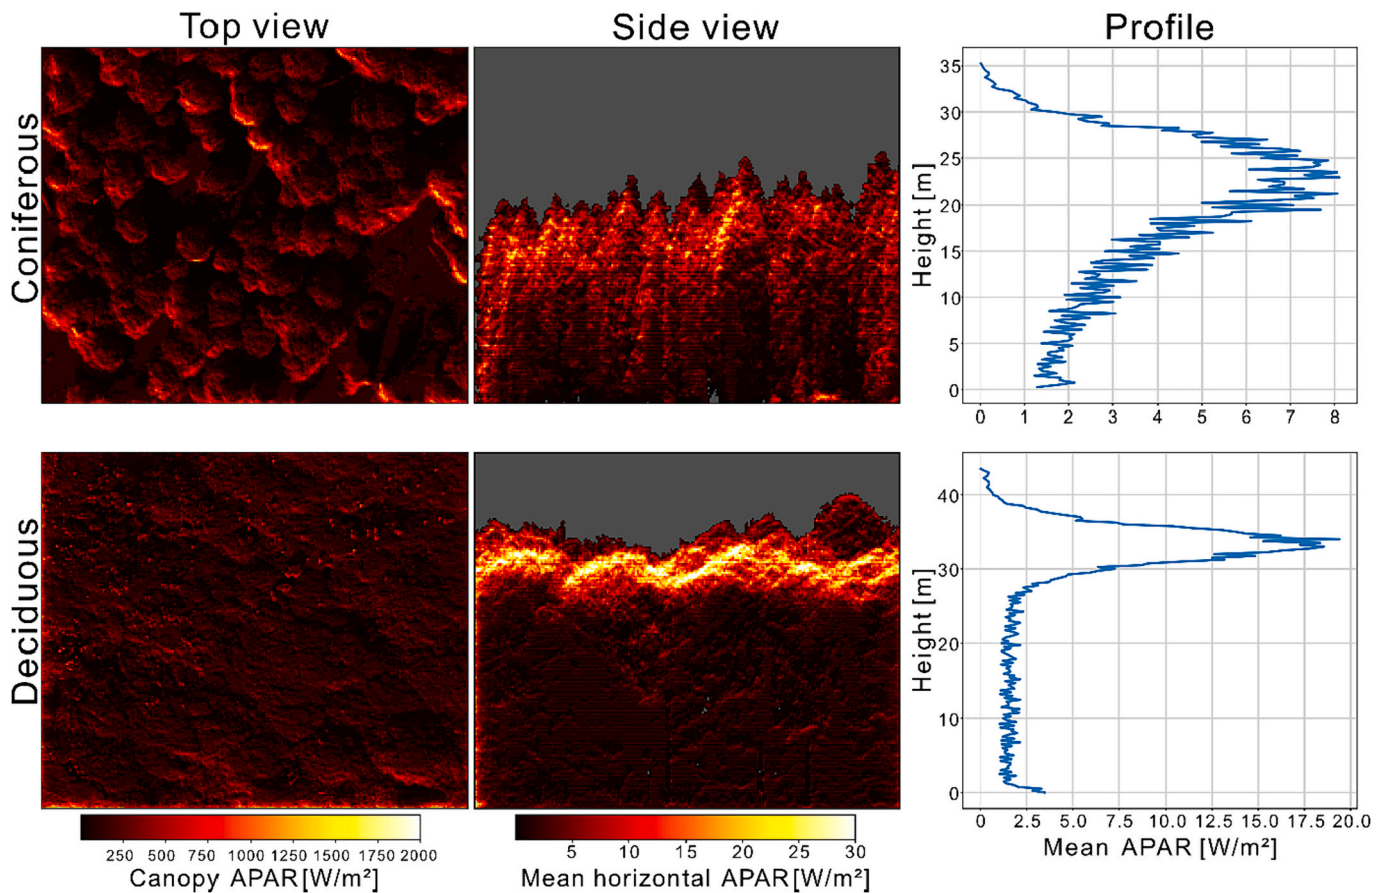 Top view
Side view
Profile
Coniferous
Height [m]
35
30
25
20
15
10
5
0
0 1 2 3 4 5 6 7 8
Deciduous
Height [m]
40
30
20
10
0
0 2.5 5.0 7.5 10.0 12.5 15.0 17.5 20.0
Mean APAR [W/m²]
250 500 750 1000 1250 1500 1750 2000
Canopy APAR[W/m²]
5 10 15 20 25 30
Mean horizontal APAR[W/m²]